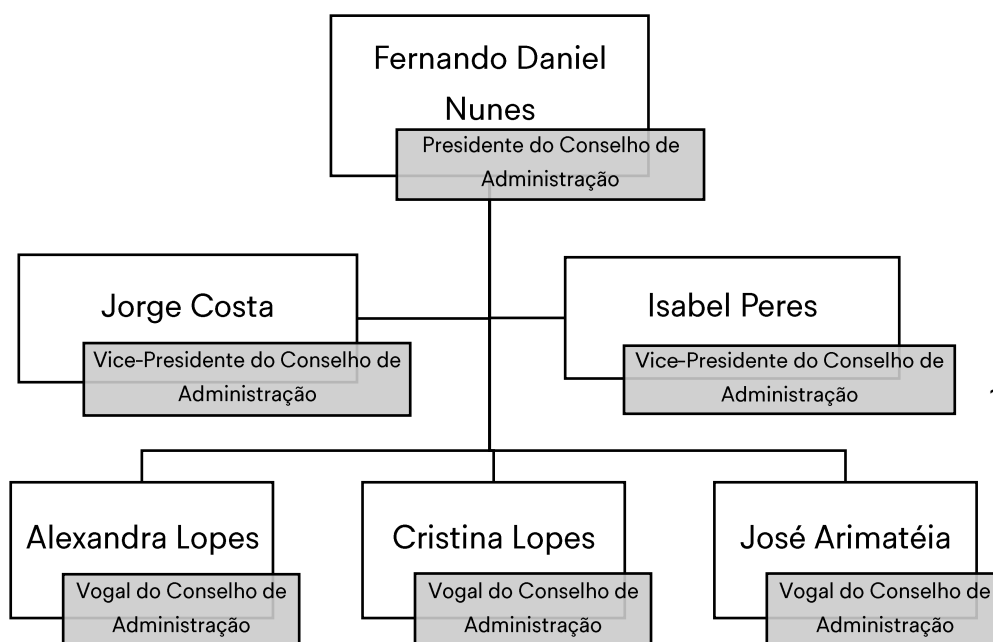 Fernando Daniel
Nunes
Presidente do Conselho de
Administração
Jorge Costa
Vice-Presidente do Conselho de
Administração
Isabel Peres
Vice-Presidente do Conselho de
Administração
Alexandra Lopes
Vogal do Conselho de
Administração
Cristina Lopes
Vogal do Conselho de
Administração
José Arimatéia
Vogal do Conselho de
Administração